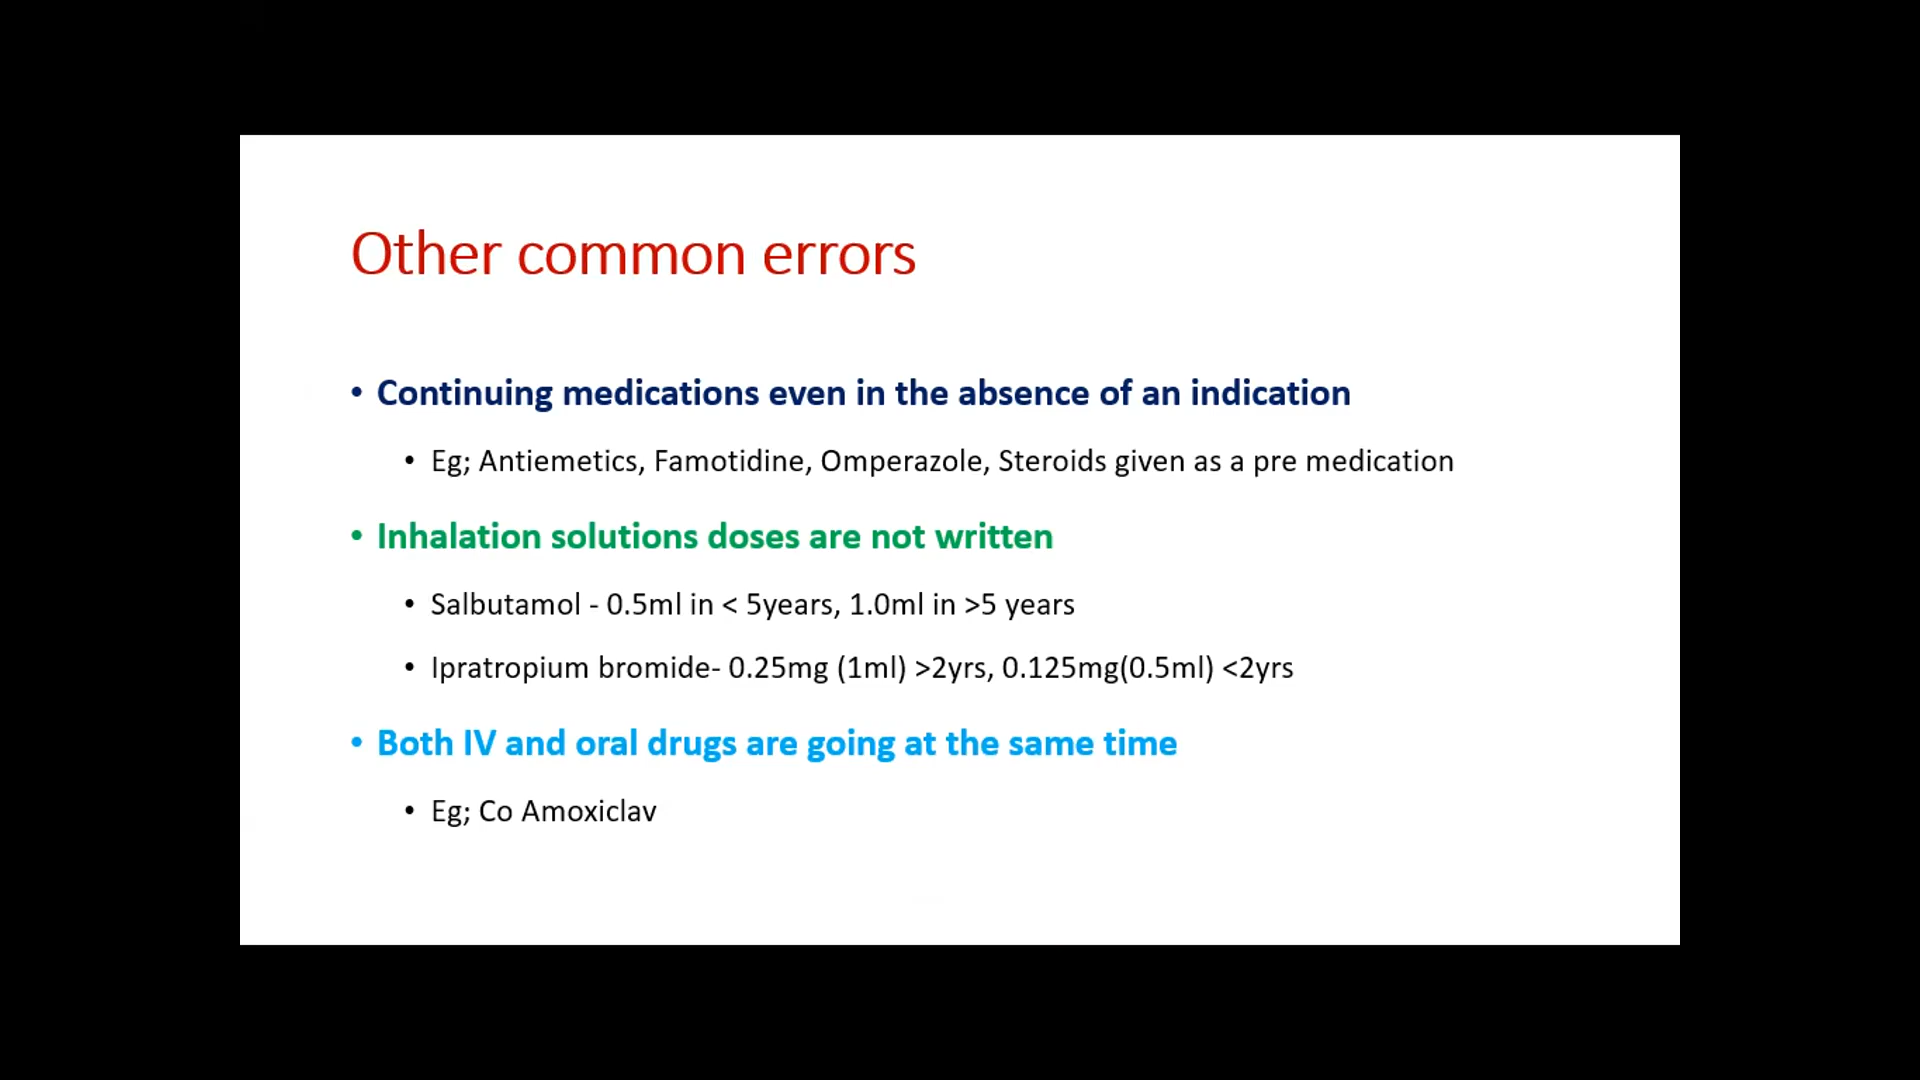 Other common errors
• Continuing medications even in the absence of an indication
• Eg; Antiemetics, Famotidine, Omperazole, Steroids given as a pre medication
• Inhalation solutions doses are not written
• Salbutamol - 0.5ml in < 5years, 1.0ml in >5 years
• Ipratropium bromide- 0.25mg (1ml) >2yrs, 0.125mg(0.5ml) <2yrs
• Both IV and oral drugs are going at the same time
• Eg; Co Amoxiclav